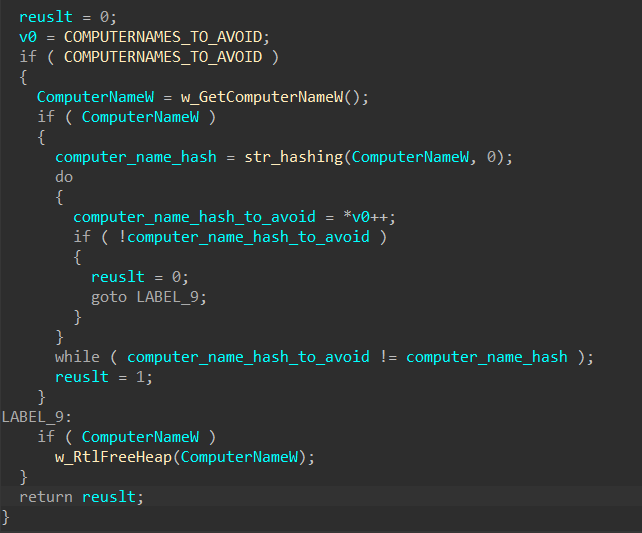 reuslt = 0;
v0 = COMPUTERNAMES_TO_AVOID;
if ( COMPUTERNAMES_TO_AVOID )
{
ComputerNameW = w_GetComputerNameW();
if ( ComputerNameW )
{
computer_name_hash = str_hashing(ComputerNameW, 0);
do
{
computer_name_hash_to_avoid = *v0++;
if ( !computer_name_hash_to_avoid )
{
reuslt = 0;
goto LABEL_9;
}
}
while ( computer_name_hash_to_avoid != computer_name_hash );
reuslt = 1;
}
LABEL_9:
if ( ComputerNameW )
w_RtlFreeHeap(ComputerNameW);
}
return reuslt;
}